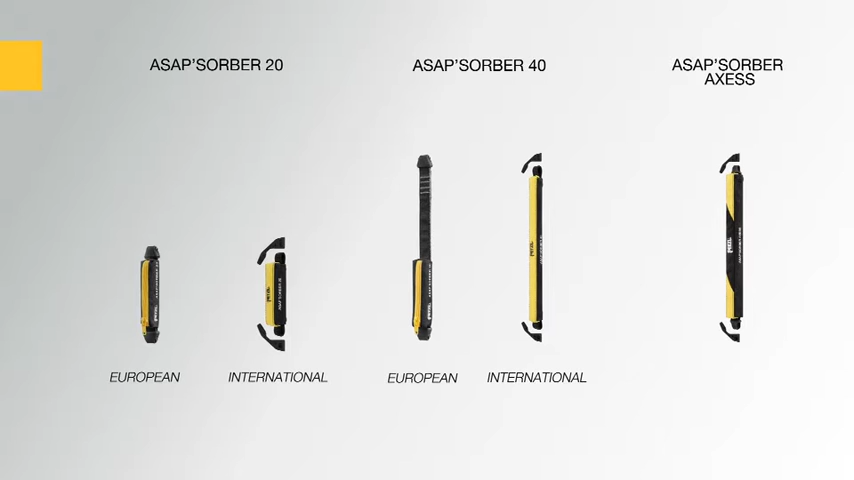 ASAP'SORBER 20
ASAP'SORBER 40
ASAP'SORBER
AXESS
EUROPEAN
INTERNATIONAL
EUROPEAN
INTERNATIONAL